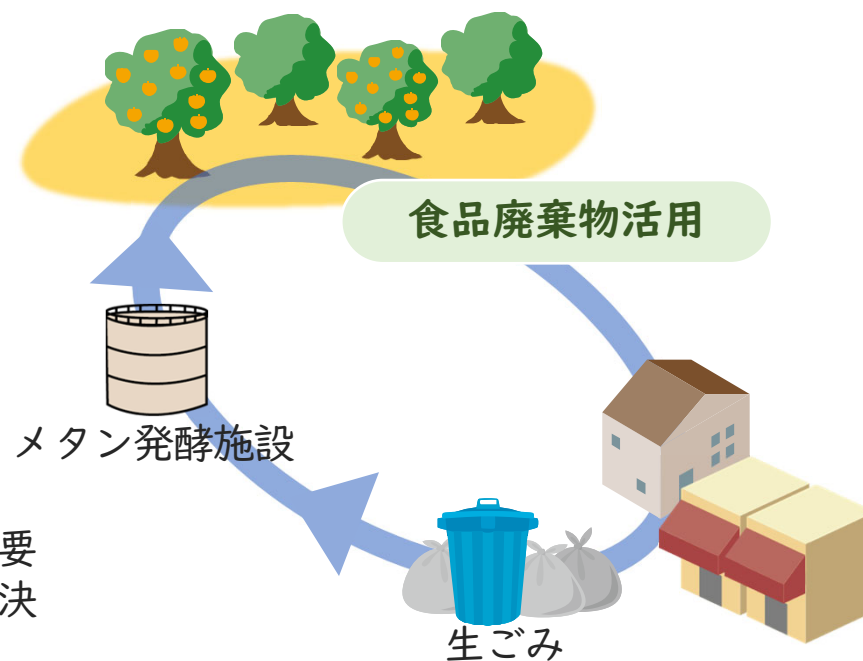 食品廃棄物活用
メタン発酵施設
要
決
生ごみ